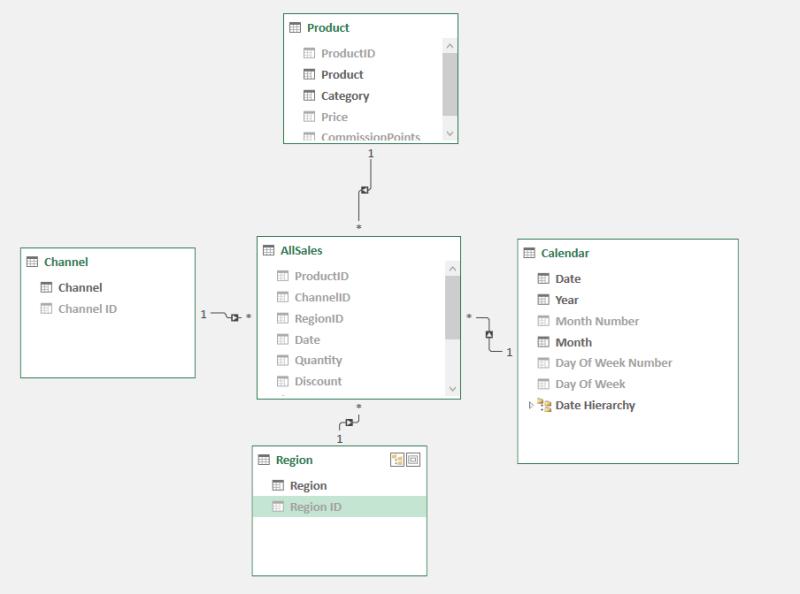 Product
ProductID
Product
Category
Price
CommissionPoints
1
*
Channel
Channel
Channel ID
1
*
AllSales
ProductID
ChannelID
RegionID
Date
Quantity
Discount
*
1
Calendar
Date
Year
Month Number
Month
Day Of Week Number
Day Of Week
Date Hierarchy
*
1
Region
Region
Region ID